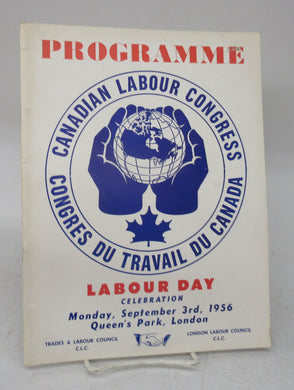 PROGRAMME
CANADIAN LABOUR CONGRESS
CONGRES DU TRAVAIL DU CANADA
LABOUR DAY
CELEBRATION
Monday, September 3rd, 1956
Queen's Park, London
TRADES & LABOUR COUNCIL
C.L.C.
LONDON LABOUR COUNCIL
C.L.C.